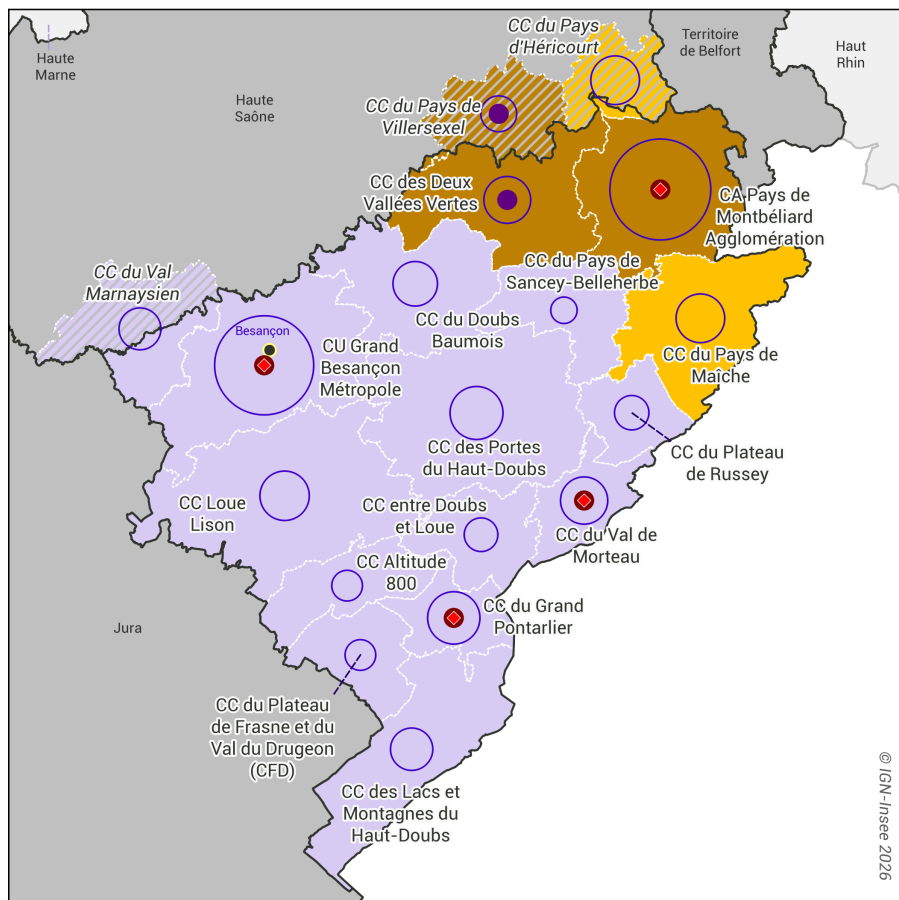 CC du Pays
d'Héricourt
Territoire
de Belfort
Haut
Rhin
Haute
Marne
Haute
Saône
CC du Pays de
Villersexel
CC des Deux
Vallées Vertes
CA Pays de
Montbéliard
Agglomération
CC du Pays de
Sancey-Belleherbe
CC du Val
Marnaysien
CC du Doubs
Baumois
Besançon
CU Grand
Besançon
Métropole
CC du Pays de
Maîche
CC des Portes
du Haut-Doubs
CC du Plateau
de Russey
CC Loue
Lison
CC entre Doubs
et Loue
CC du Val de
Morteau
CC Altitude
800
CC du Grand
Pontarlier
Jura
CC du Plateau
de Frasne et du
Val du Drugeon
(CFD)
CC des Lacs et
Montagnes du
Haut-Doubs
© IGN-Insee 2026